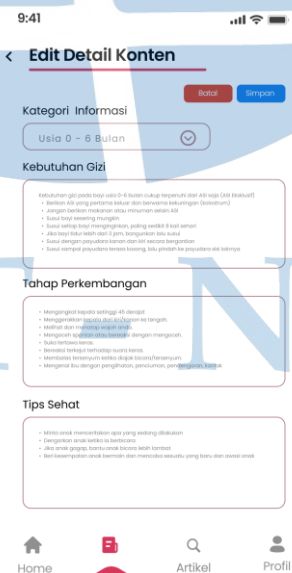 9:41
Edit Detail Konten
Batal
Simpan
Kategori Informasi
Usia 0 - 6 Bulan
Kebutuhan Gizi
Kebutuhan gizi pada bayi usia 0-6 bulan cukup terpenuhi dari ASI saja (ASI Eksklusif)
• Berikan ASI yang pertama keluar dan berwarna kekuningan (kolostrum)
• Jangan berikan makanan atau minuman selain ASI
• Susui bayi sesering mungkin
• Susui setiap bayi menginginkan, paling sedikit 8 kali sehari
• Jika bayi tidur lebih dari 2 jam, bangunkan lalu susui
• Susui dengan payudara kanan dan kiri secara bergantian
• Susui sampai payudara terasa kosong, lalu pindah ke payudara sisi lainnya
Tahap Perkembangan
• Mengangkat kepala setinggi 45 derajat
• Menggerakkan kepala dari kiri/kanan ke tengah.
• Melihat dan menatap wajah anda.
• Mengoceh spontan atau bereaksi dengan mengoceh.
• Suka tertawa keras.
• Bereaksi terkejut terhadap suara keras.
• Membalas tersenyum ketika diajak bicara/tersenyum.
• Mengenal ibu dengan penglihatan, penciuman, pendengaran, kontak
Tips Sehat
• Minta anak menceritakan apa yang sedang dilakukan
• Dengarkan anak ketika ia berbicara
• Jika anak gagap, bantu anak bicara lebih lambat
• Beri kesempatan anak bermain dan mencoba sesuatu yang baru dan awasi anak
Home
Artikel
Profil